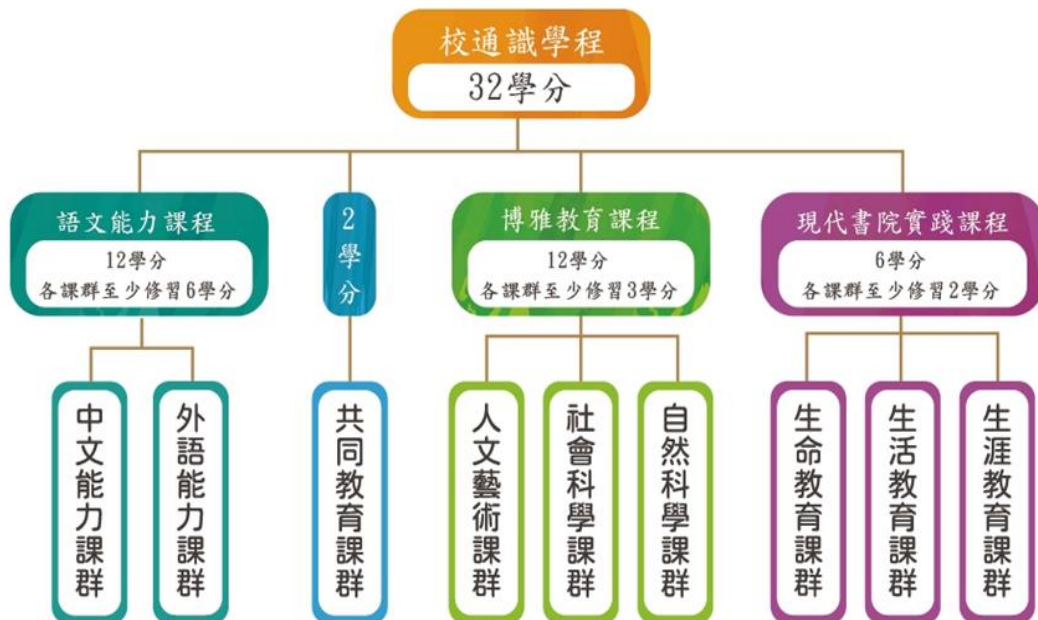 校通識學程
32學分
語文能力課程
12學分
各課群至少修習6學分
2學分
博雅教育課程
12學分
各課群至少修習3學分
現代書院實踐課程
6學分
各課群至少修習2學分
中文能力課群
外語能力課群
共同教育課群
人文藝術課群
社會科學課群
自然科學課群
生命教育課群
生活教育課群
生涯教育課群